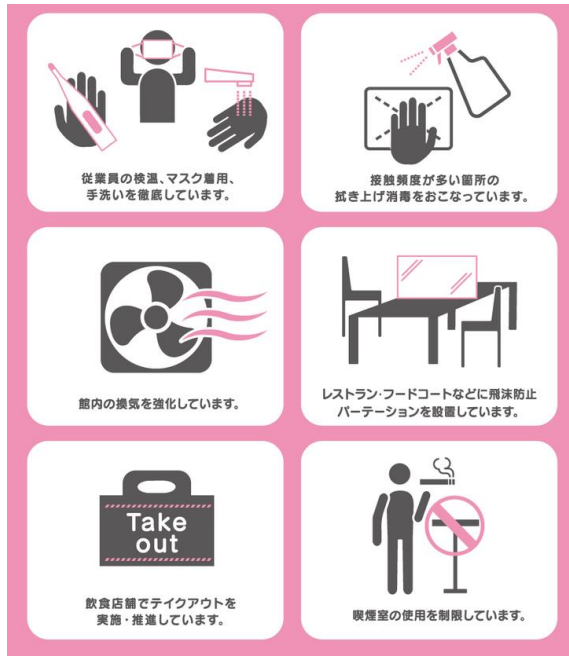 従業員の検温、マスク着用、
手洗いを徹底しています。
接触頻度が多い箇所の
拭き上げ消毒をおこなっています。
館内の換気を強化しています。
レストラン・フードコートなどに飛沫防止
パーテーションを設置しています。
Take
out
飲食店舗でテイクアウトを
実施・推進しています。
喫煙室の使用を制限しています。